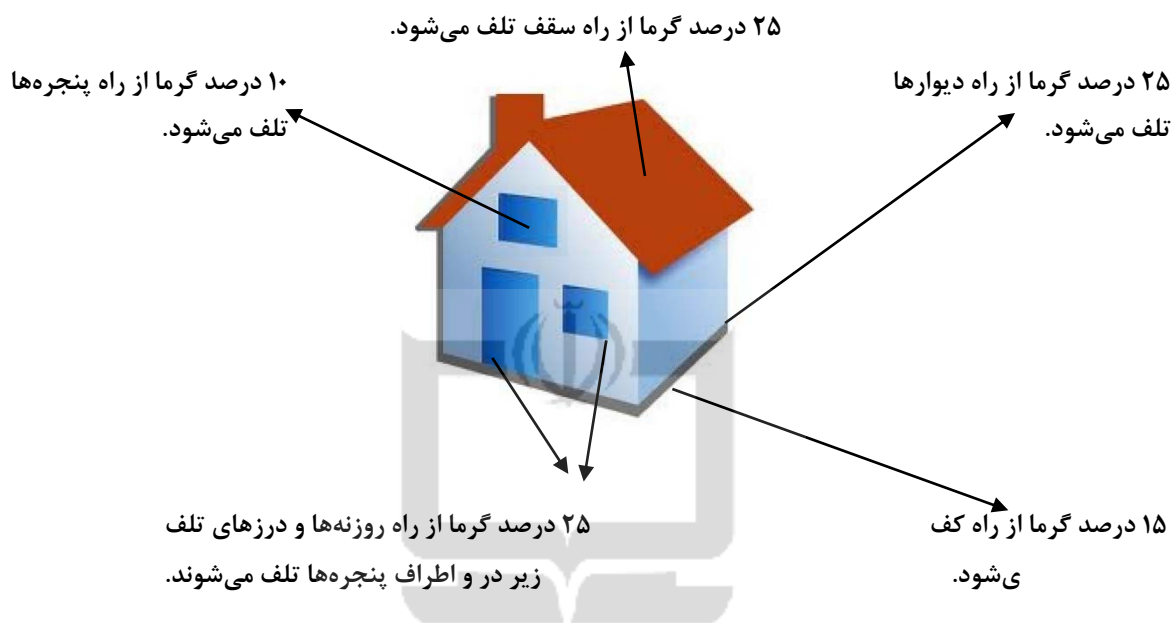 ۲۵ درصد گرما از راه سقف تلف می‌شود.
۲۵ درصد گرما از راه دیوارها
تلف می‌شود.
۱۰ درصد گرما از راه پنجره‌ها
تلف می‌شود.
۱۵ درصد گرما از راه کف
ی‌شود.
۲۵ درصد گرما از راه روزنه‌ها و درزهای تلف
زیر در و اطراف پنجره‌ها تلف می‌شوند.